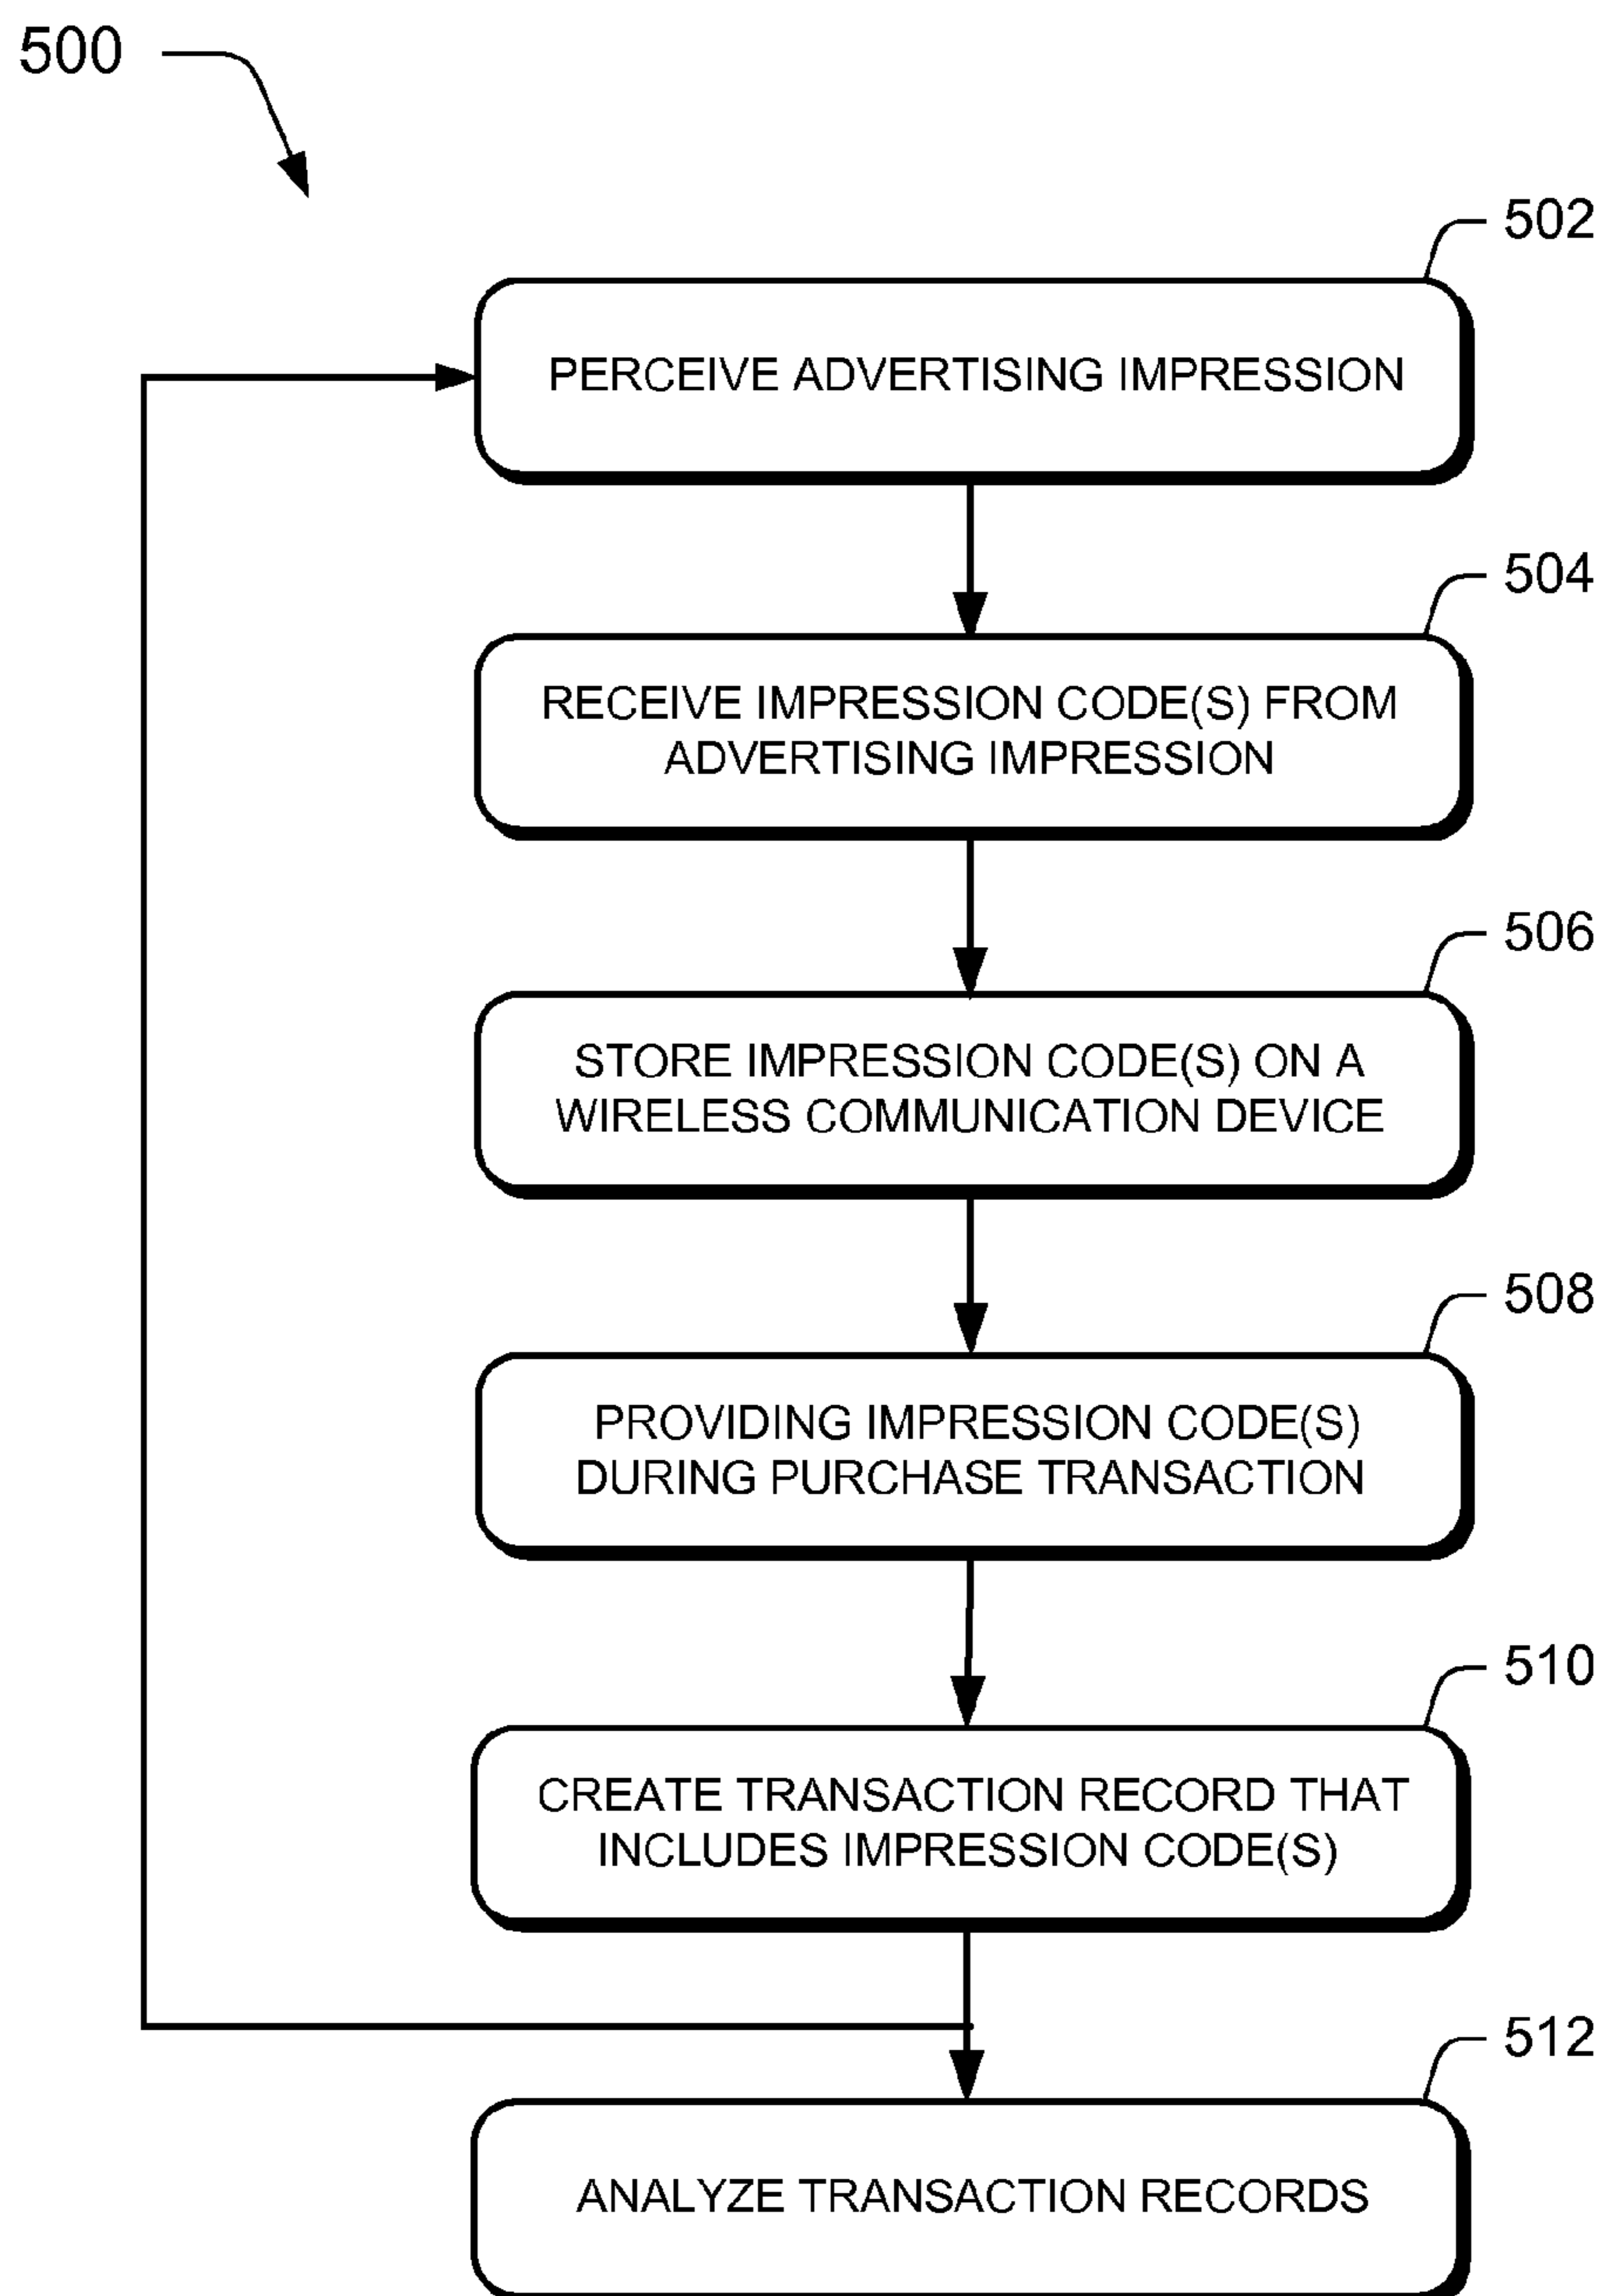 500
502
PERCEIVE ADVERTISING IMPRESSION
504
RECEIVE IMPRESSION CODE(S) FROM
ADVERTISING IMPRESSION
506
STORE IMPRESSION CODE(S) ON A
WIRELESS COMMUNICATION DEVICE
508
PROVIDING IMPRESSION CODE(S)
DURING PURCHASE TRANSACTION
510
CREATE TRANSACTION RECORD THAT
INCLUDES IMPRESSION CODE(S)
512
ANALYZE TRANSACTION RECORDS